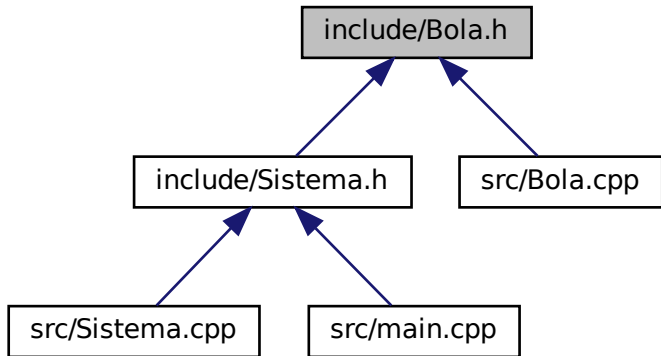 include/Bola.h
include/Sistema.h
src/Bola.cpp
src/Sistema.cpp
src/main.cpp